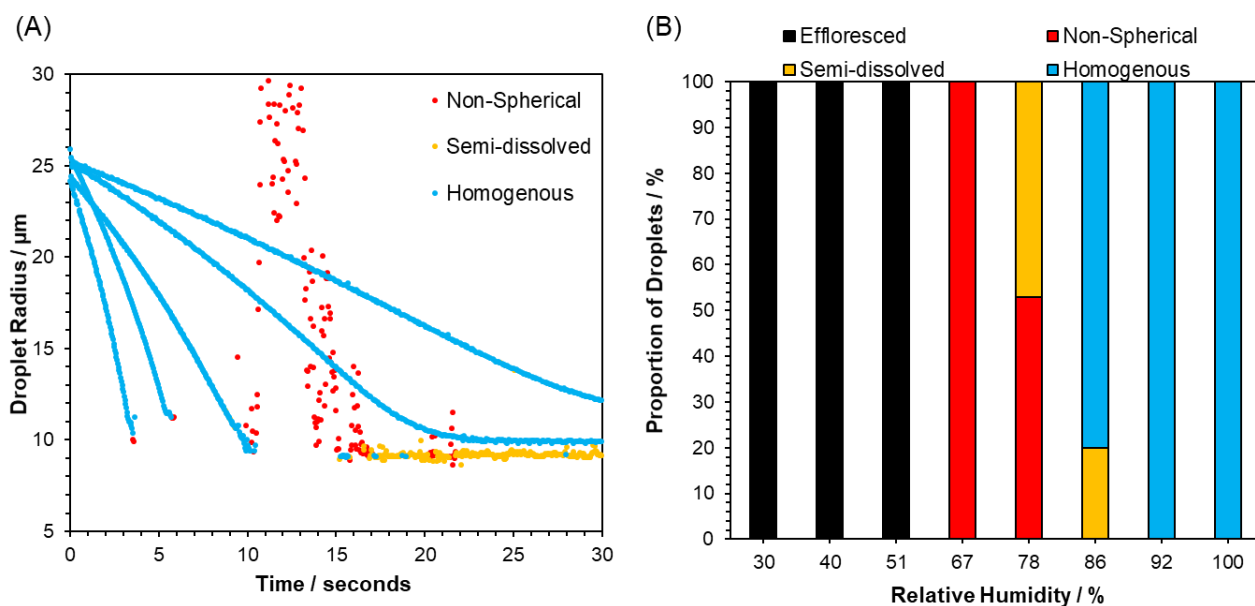 (A)
30
25
20
15
10
5
0
5
10
15
20
25
30
Droplet Radius / µm
Time / seconds
Non-Spherical
Semi-dissolved
Homogenous
(B)
Effloresced
Non-Spherical
Semi-dissolved
Homogenous
100
90
80
70
60
50
40
30
20
10
0
30
40
51
67
78
86
92
100
Proportion of Droplets / %
Relative Humidity / %